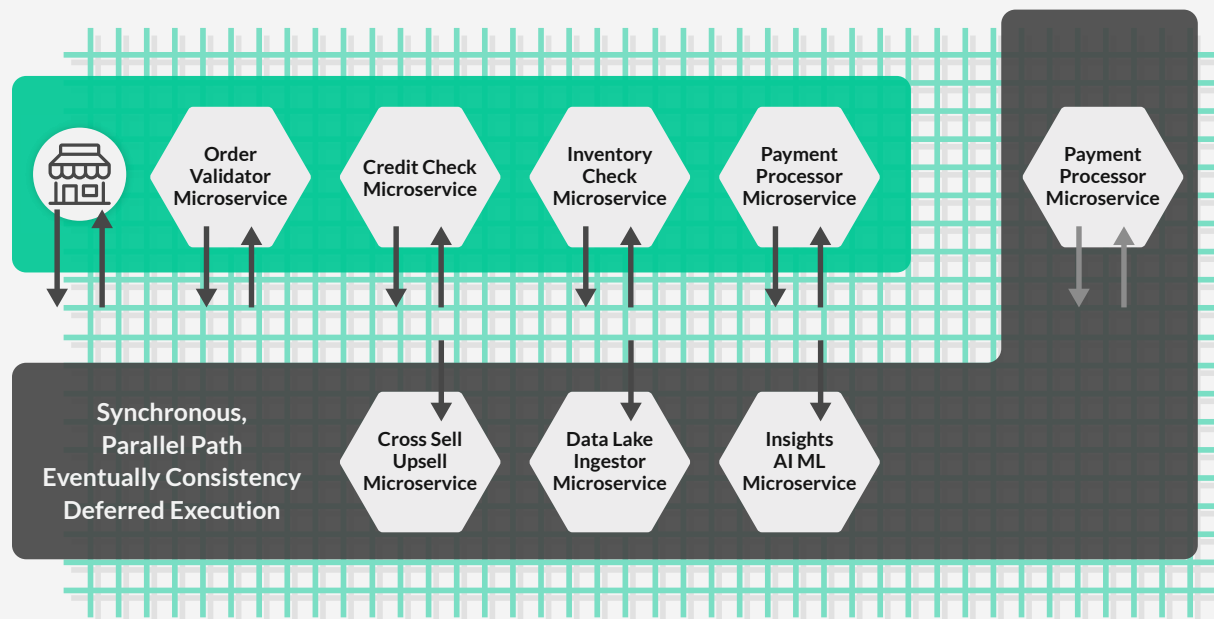 Order
Validator
Microservice
Credit Check
Microservice
Inventory
Check
Microservice
Payment
Processor
Microservice
Payment
Processor
Microservice
Synchronous,
Parallel Path
Eventually Consistency
Deferred Execution
Cross Sell
Upsell
Microservice
Data Lake
Ingestor
Microservice
Insights
AI ML
Microservice